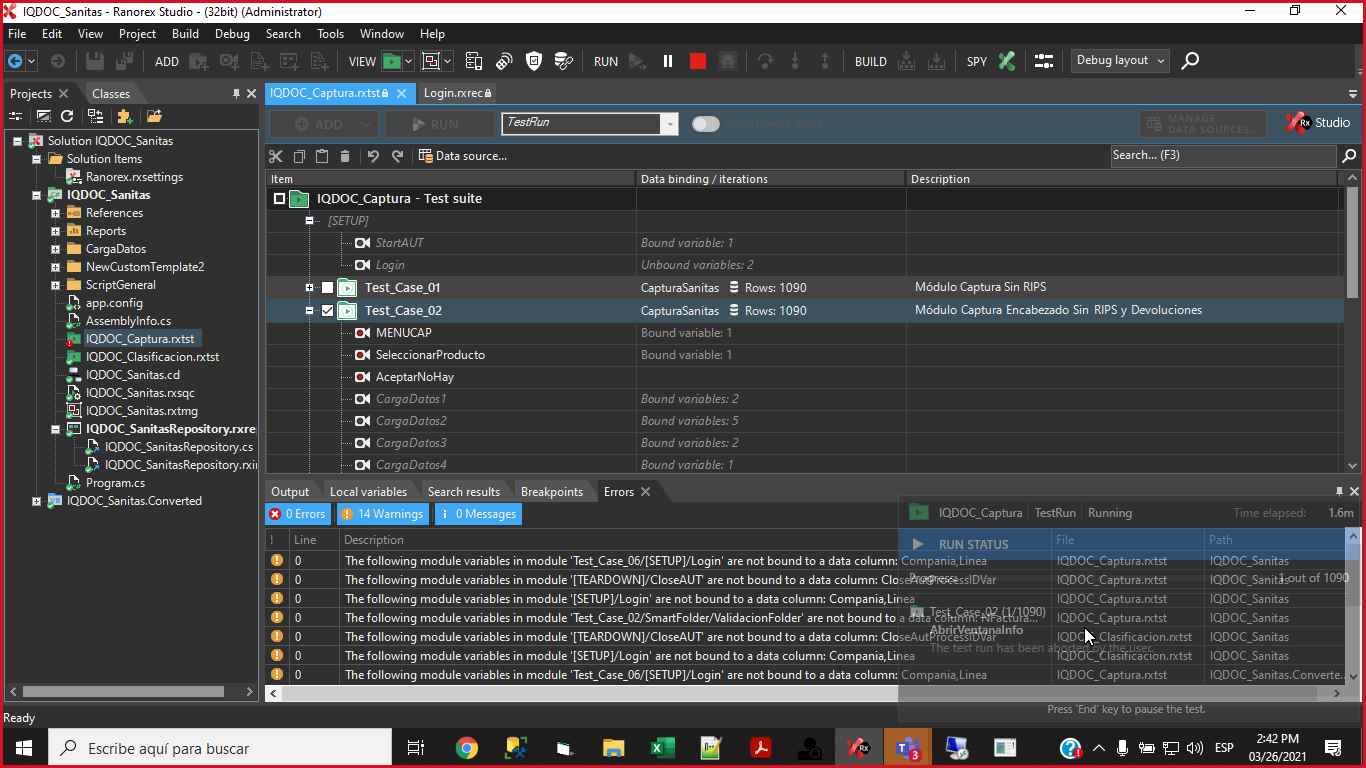 IQDOC_Sanitas - Ranorex Studio - (32bit) (Administrator)
File Edit View Project Build Debug Search Tools Window Help
ADD VIEW RUN BUILD SPY Debug layout
Projects Classes
IQDOC_Captura.rxtst Login.rxrec
ADD RUN TestRun MANAGE DATA SOURCES... Rx Studio
Data source... Search... (F3)
Solution IQDOC_Sanitas
Solution Items
Ranorex.rxsettings
IQDOC_Sanitas
References
Reports
CargaDatos
NewCustomTemplate2
ScriptGeneral
app.config
AssemblyInfo.cs
IQDOC_Captura.rxtst
IQDOC_Clasificacion.rxtst
IQDOC_Sanitas.cd
IQDOC_Sanitas.rxsqc
IQDOC_Sanitas.rxtmg
IQDOC_SanitasRepository.rxre
IQDOC_SanitasRepository.cs
IQDOC_SanitasRepository.rxin
Program.cs
IQDOC_Sanitas.Converted
Item Data binding / iterations Description
IQDOC_Captura - Test suite
[SETUP]
StartAUT Bound variable: 1
Login Unbound variables: 2
Test_Case_01 CapturaSanitas Rows: 1090 Módulo Captura Sin RIPS
Test_Case_02 CapturaSanitas Rows: 1090 Módulo Captura Encabezado Sin RIPS y Devoluciones
MENUCAP Bound variable: 1
SeleccionarProducto Bound variable: 1
AceptarNoHay
CargaDatos1 Bound variables: 2
CargaDatos2 Bound variables: 5
CargaDatos3 Bound variables: 2
CargaDatos4 Bound variable: 1
Output Local variables Search results Breakpoints Errors
0 Errors 14 Warnings 0 Messages
! Line Description File Path
0 The following module variables in module 'Test_Case_06/[SETUP]/Login' are not bound to a data column: Compania,Linea IQDOC_Captura.rxtst IQDOC_Sanitas
0 The following module variables in module '[TEARDOWN]/CloseAUT' are not bound to a data column: CloseAutProcessIDVar IQDOC_Captura.rxtst IQDOC_Sanitas
0 The following module variables in module '[SETUP]/Login' are not bound to a data column: Compania,Linea IQDOC_Captura.rxtst IQDOC_Sanitas
0 The following module variables in module 'Test_Case_02/SmartFolder/ValidacionFolder' are not bound to a data column: NFactura... IQDOC_Captura.rxtst IQDOC_Sanitas
0 The following module variables in module '[TEARDOWN]/CloseAUT' are not bound to a data column: CloseAutProcessIDVar IQDOC_Clasificacion.rxtst IQDOC_Sanitas
0 The following module variables in module '[SETUP]/Login' are not bound to a data column: Compania,Linea IQDOC_Clasificacion.rxtst IQDOC_Sanitas
0 The following module variables in module 'Test_Case_06/[SETUP]/Login' are not bound to a data column: Compania,Linea IQDOC_Captura.rxtst IQDOC_Sanitas.Converte...
IQDOC_Captura TestRun Running Time elapsed: 1.6m
RUN STATUS
Progress: 1 out of 1090
Test_Case_02 (1/1090)
AbrirVentanaInfo
The test run has been aborted by the user.
Press 'End' key to pause the test.
Ready
Escribe aquí para buscar
3
ESP
2:42 PM
03/26/2021